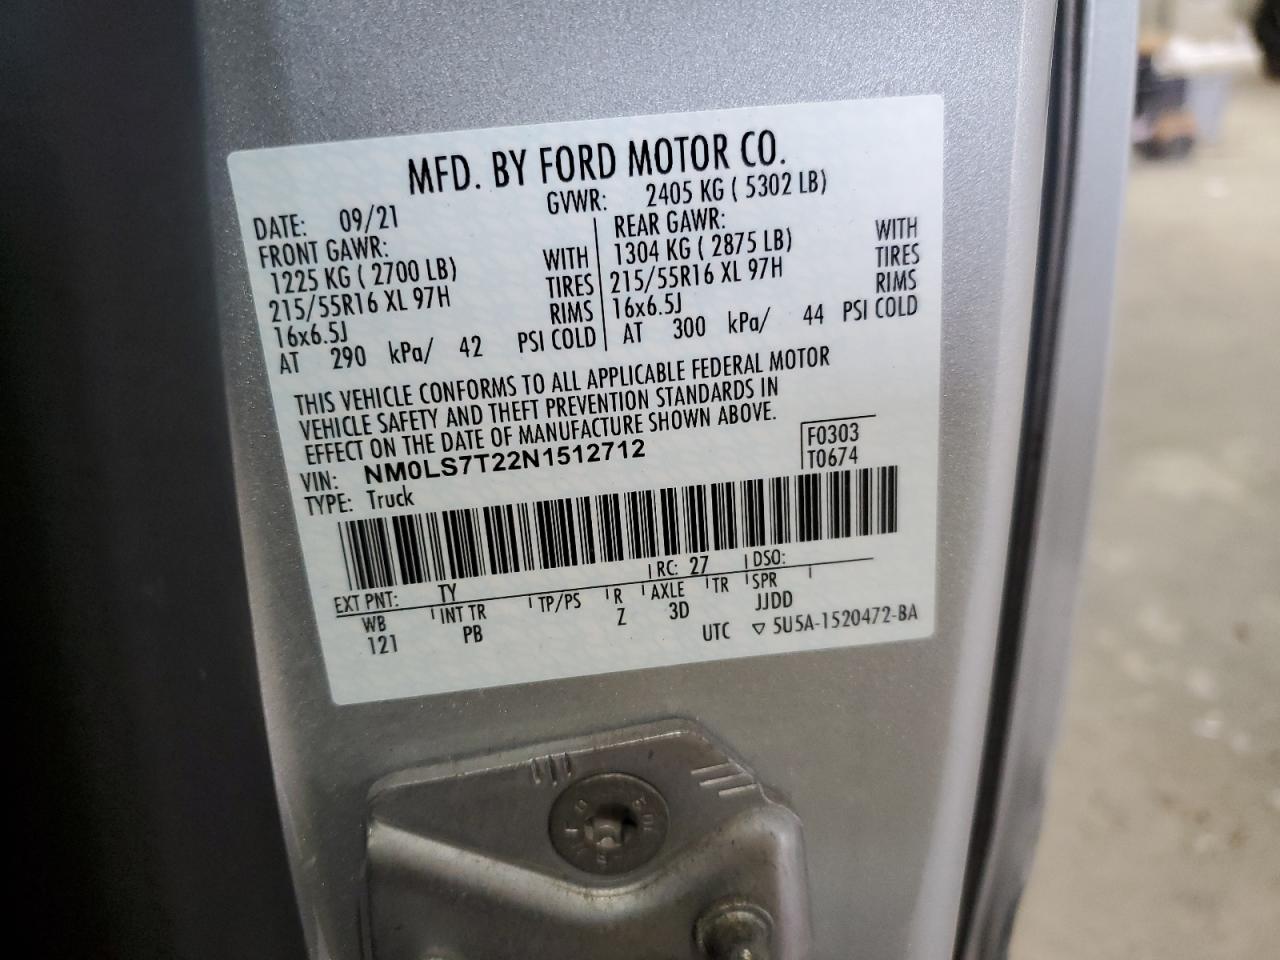 MFD. BY FORD MOTOR CO.
DATE: 09/21 GVWR: 2405 KG ( 5302 LB)
FRONT GAWR: REAR GAWR:
1225 KG ( 2700 LB) WITH 1304 KG ( 2875 LB) WITH
215/55R16 XL 97H TIRES 215/55R16 XL 97H TIRES
16x6.5J RIMS 16x6.5J RIMS
AT 290 kPa/ 42 PSI COLD AT 300 kPa/ 44 PSI COLD
THIS VEHICLE CONFORMS TO ALL APPLICABLE FEDERAL MOTOR
VEHICLE SAFETY AND THEFT PREVENTION STANDARDS IN
EFFECT ON THE DATE OF MANUFACTURE SHOWN ABOVE.
VIN: NM0LS7T22N1512712 F0303
TYPE: Truck T0674
EXT PNT: TY RC: 27 DSO:
WB INT TR TP/PS R AXLE TR SPR
121 PB Z 3D JJDD
UTC ▽ 5U5A-1520472-BA